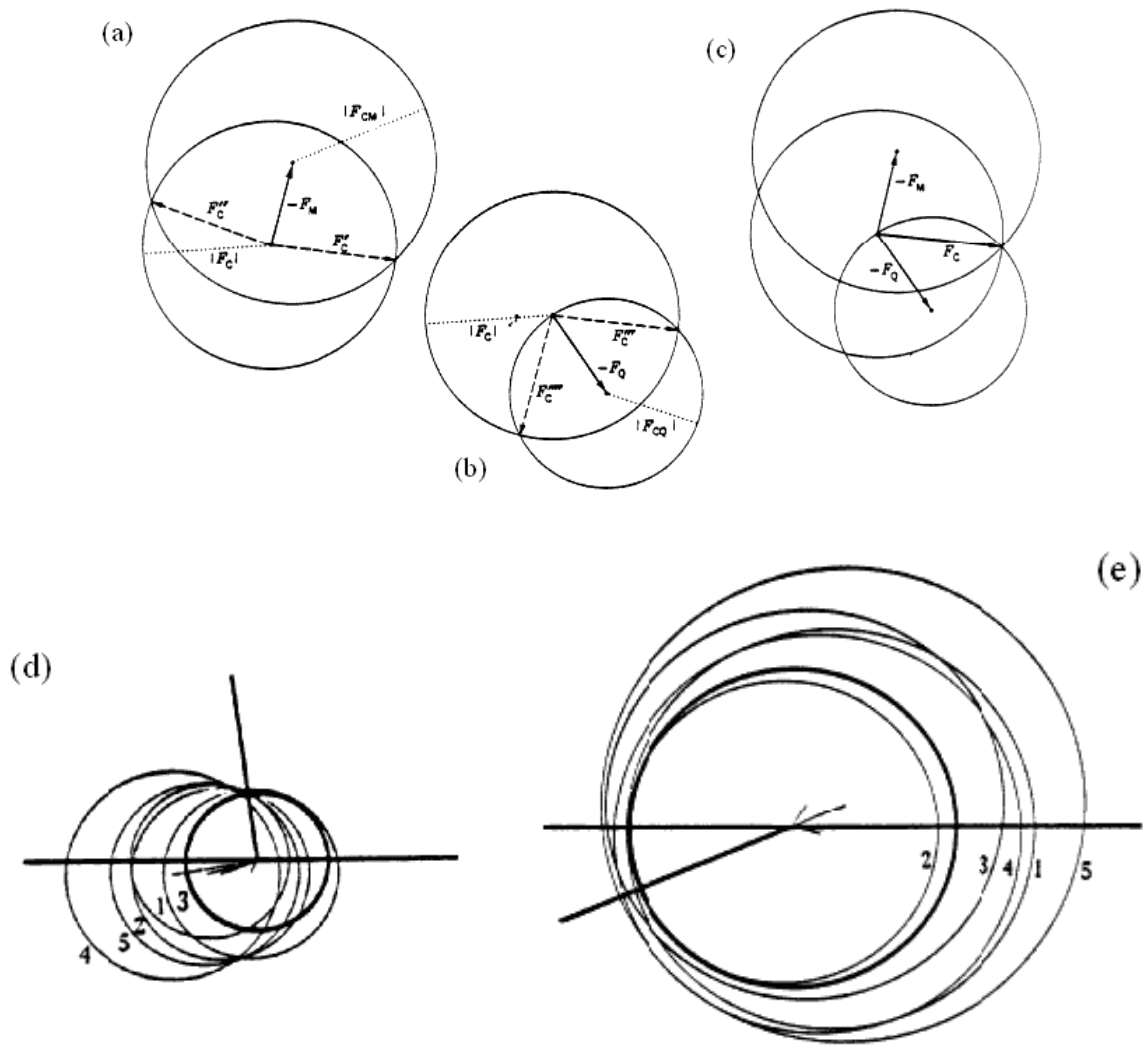 (a)
|F_CM|
−F_M
F_C''
F_C'
|F_C|
(b)
|F_C|
F_C'''
−F_Q
F_C''''
|F_CQ|
(c)
−F_M
F_C
−F_Q
(d)
4
5
2
1
3
(e)
2
3
4
1
5